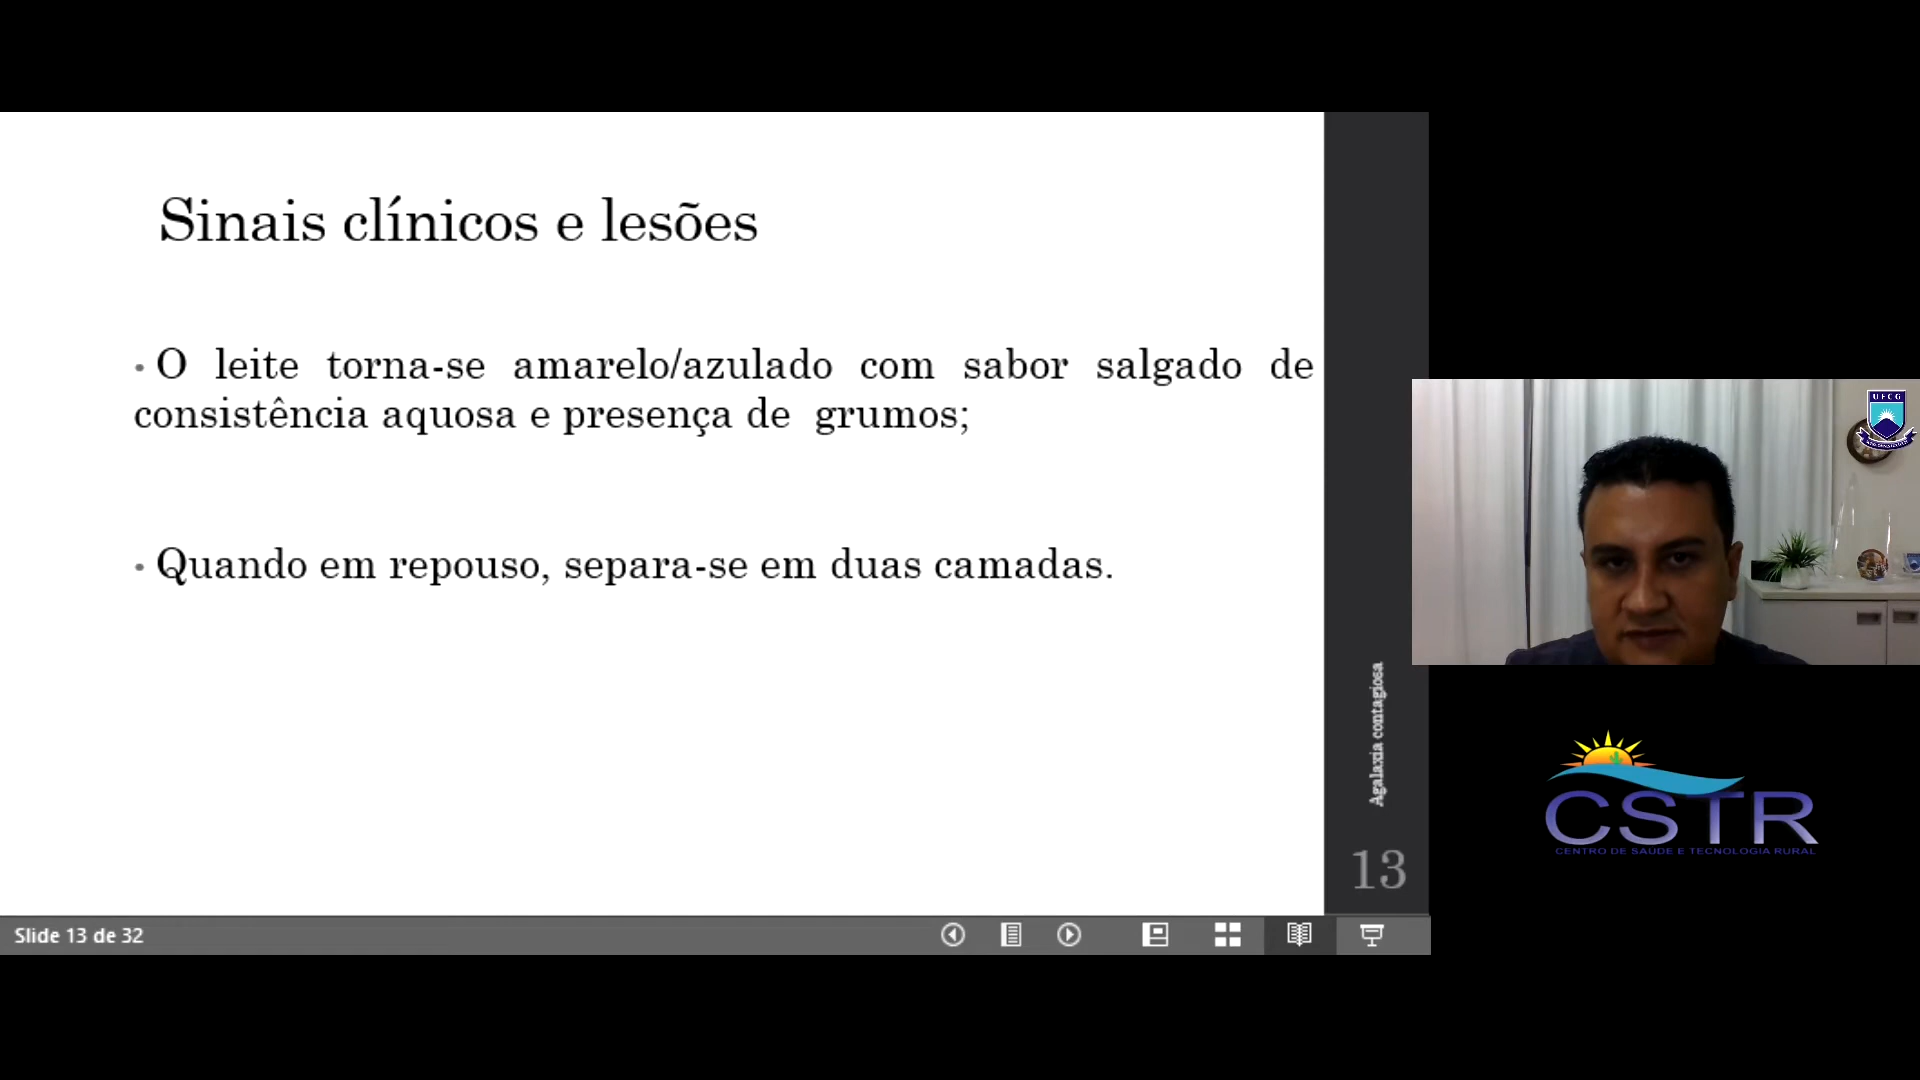 Sinais clínicos e lesões
• O leite torna-se amarelo/azulado com sabor salgado de
consistência aquosa e presença de grumos;
• Quando em repouso, separa-se em duas camadas.
Agalaxia contagiosa
13
Slide 13 de 32
UFCG
CSTR
CENTRO DE SAÚDE E TECNOLOGIA RURAL